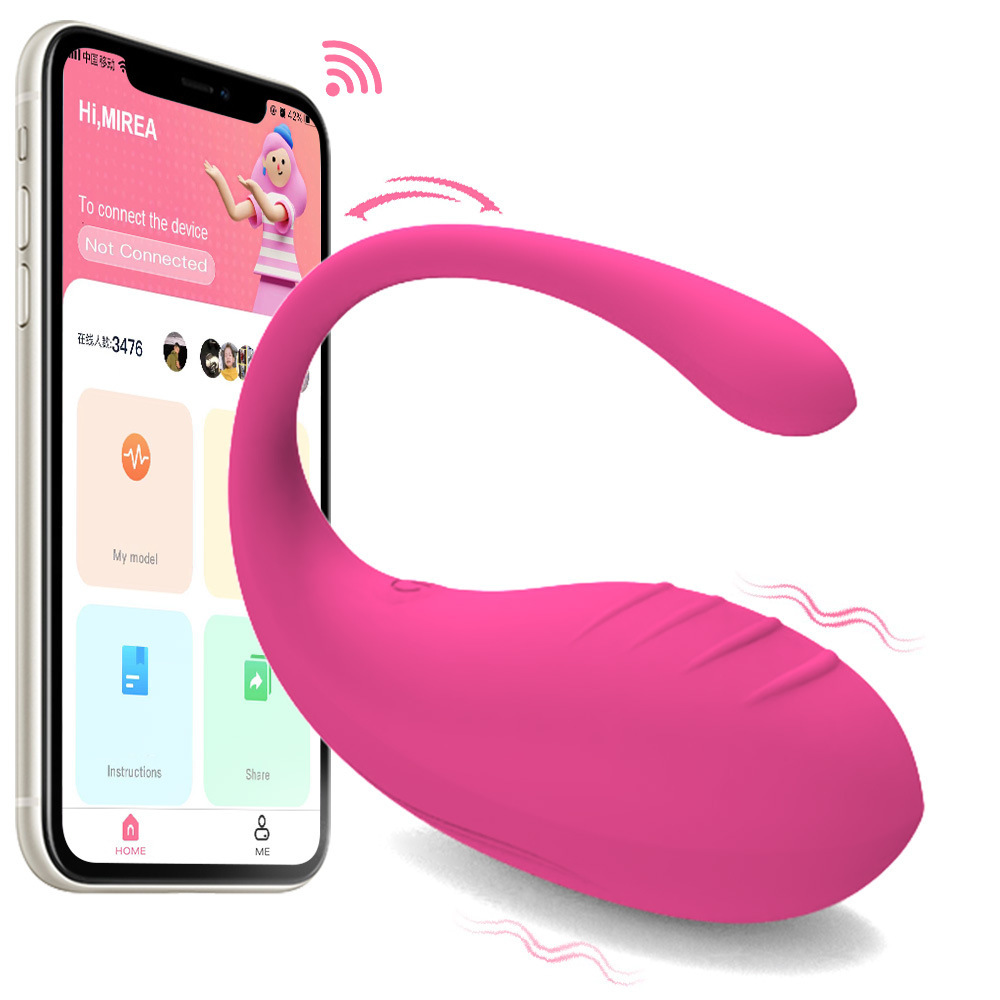 中国移动
42%
Hi,MIREA
To connect the device
Not Connected
在线人数:3476
My model
Instructions
Share
HOME
ME